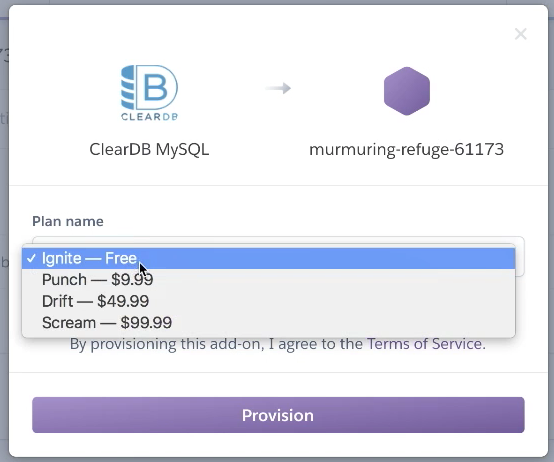 CLEARDB
ClearDB MySQL
murmuring-refuge-61173
Plan name
✓ Ignite — Free
Punch — $9.99
Drift — $49.99
Scream — $99.99
By provisioning this add-on, I agree to the Terms of Service.
Provision